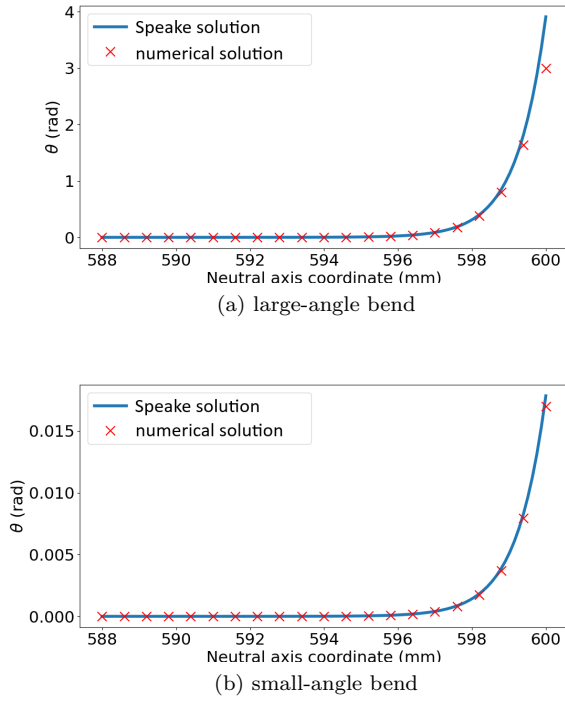 4
3
2
1
0
θ (rad)
Speake solution
numerical solution
588 590 592 594 596 598 600
Neutral axis coordinate (mm)
(a) large-angle bend
0.015
0.010
0.005
0.000
θ (rad)
Speake solution
numerical solution
588 590 592 594 596 598 600
Neutral axis coordinate (mm)
(b) small-angle bend